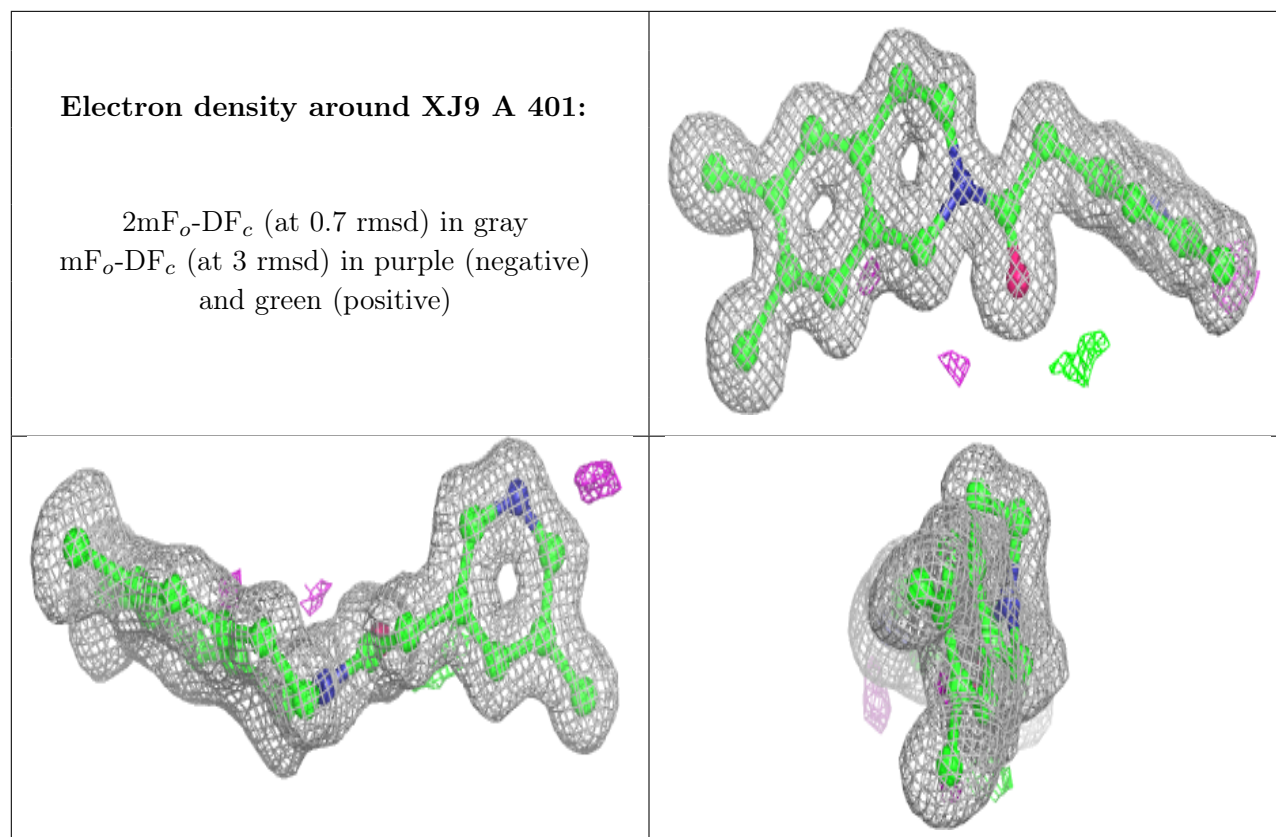 Electron density around XJ9 A 401:
2mFₒ-DF𝒸 (at 0.7 rmsd) in gray
mFₒ-DF𝒸 (at 3 rmsd) in purple (negative)
and green (positive)